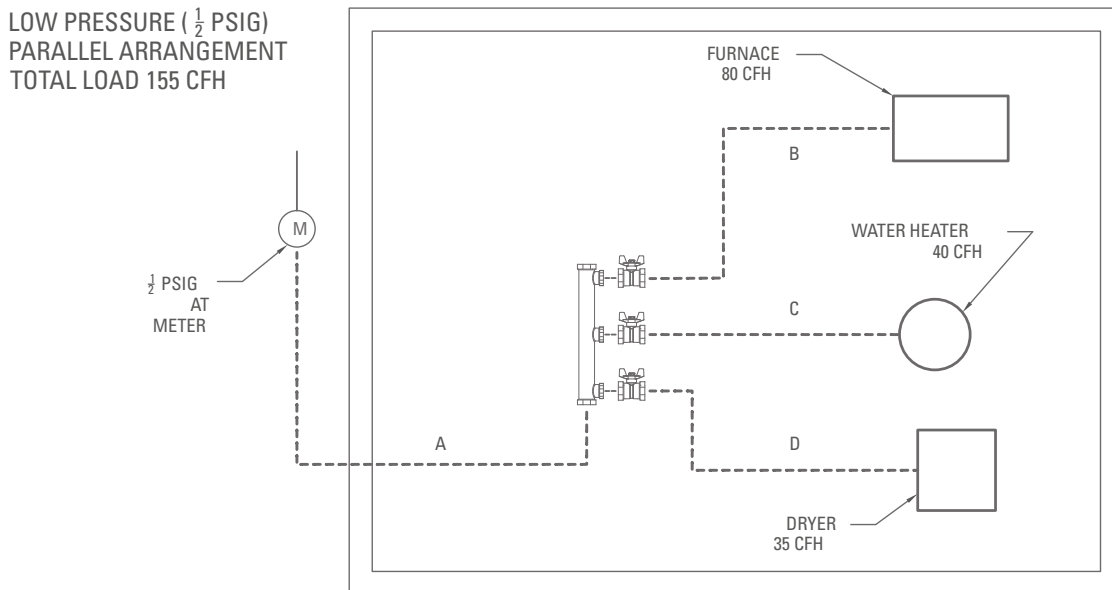 LOW PRESSURE ( 1/2 PSIG)
PARALLEL ARRANGEMENT
TOTAL LOAD 155 CFH
FURNACE
80 CFH
B
M
WATER HEATER
40 CFH
1/2 PSIG
AT
METER
C
A
D
DRYER
35 CFH